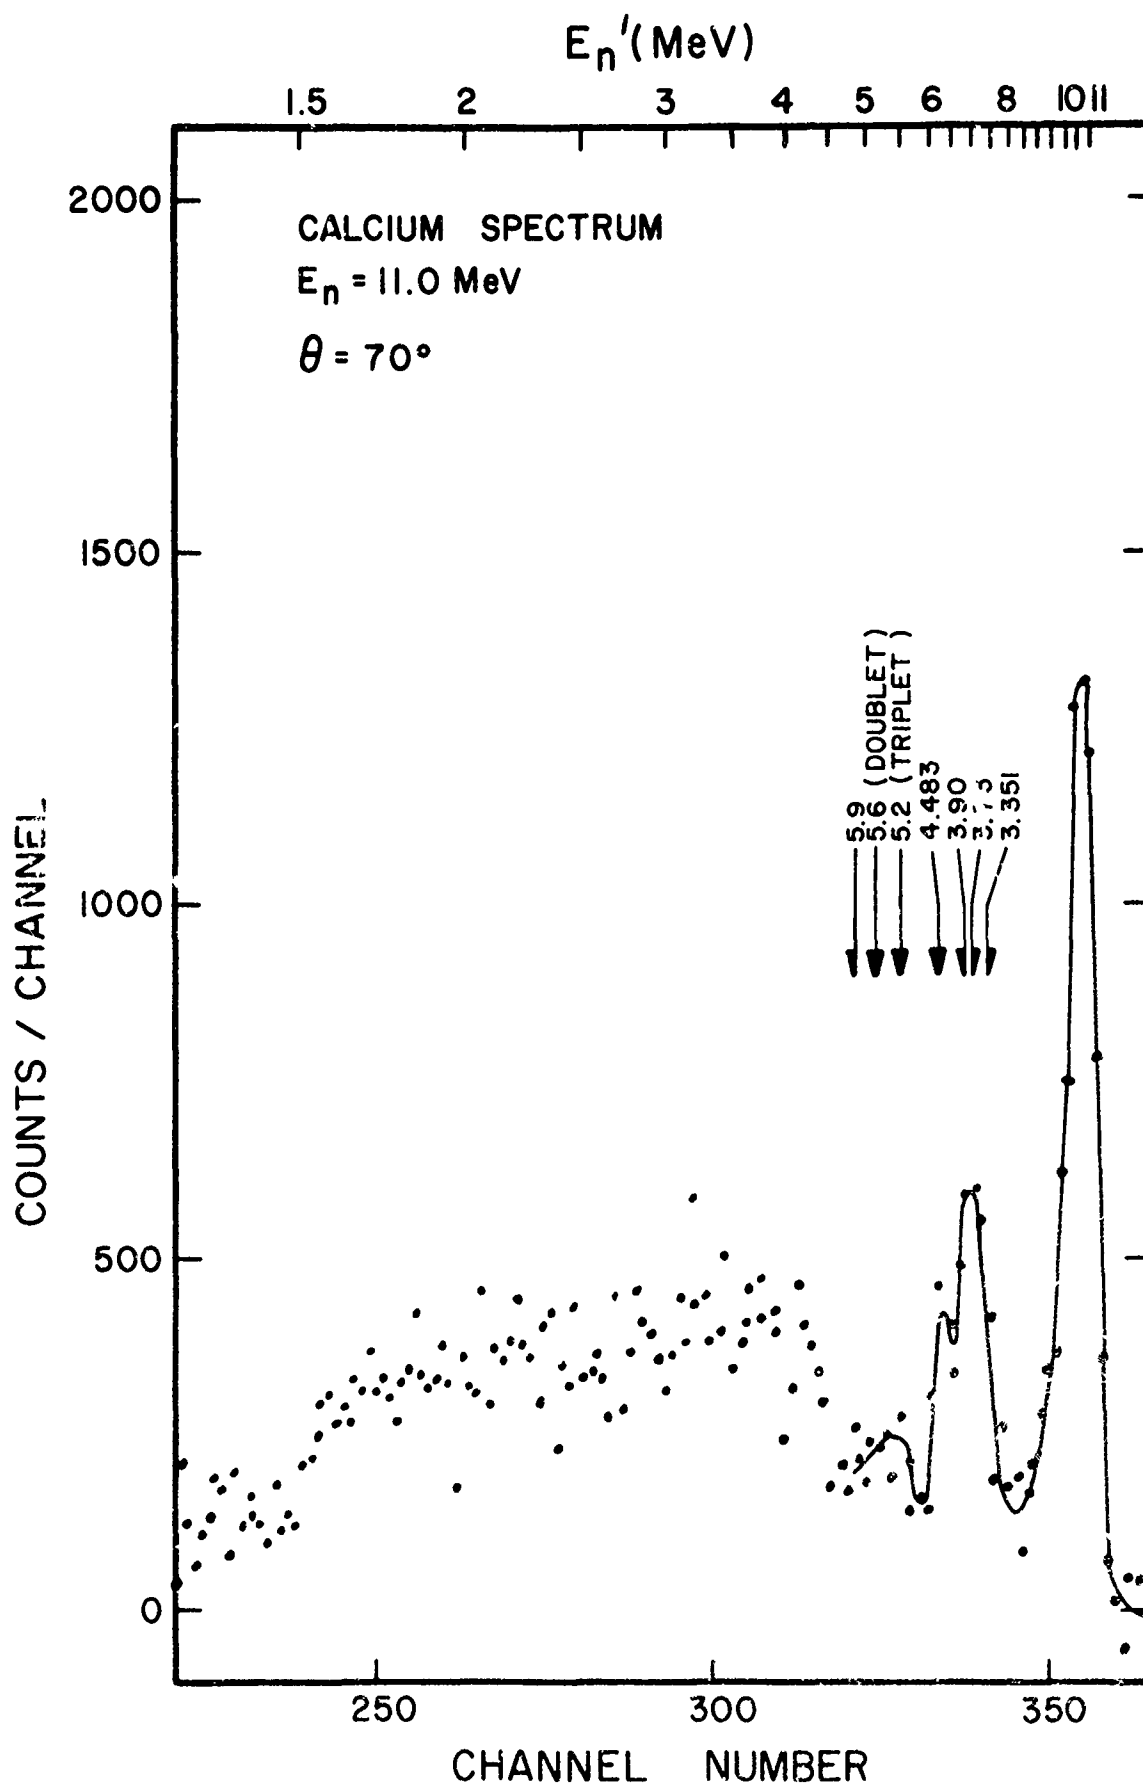 En'(MeV)
1.5 2 3 4 5 6 8 10 11
2000
CALCIUM SPECTRUM
En = 11.0 MeV
θ = 70°
1500
1000
500
0
COUNTS / CHANNEL
5.9
5.6 (DOUBLET)
5.2 (TRIPLET)
4.483
3.90
3.351
250 300 350
CHANNEL NUMBER